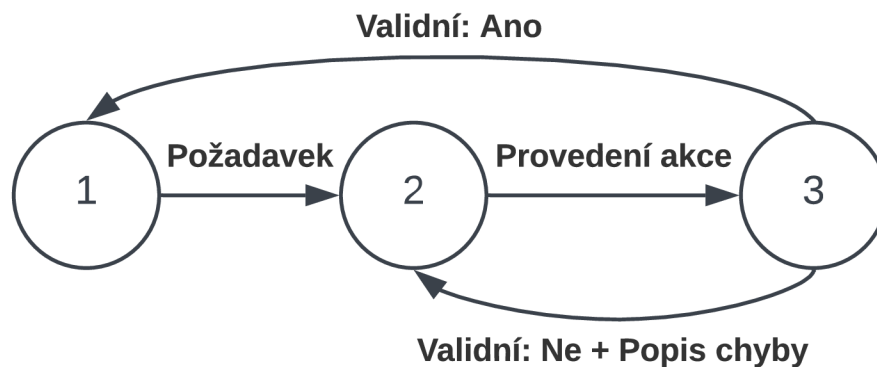 Validní: Ano
Požadavek
Provedení akce
1
2
3
Validní: Ne + Popis chyby